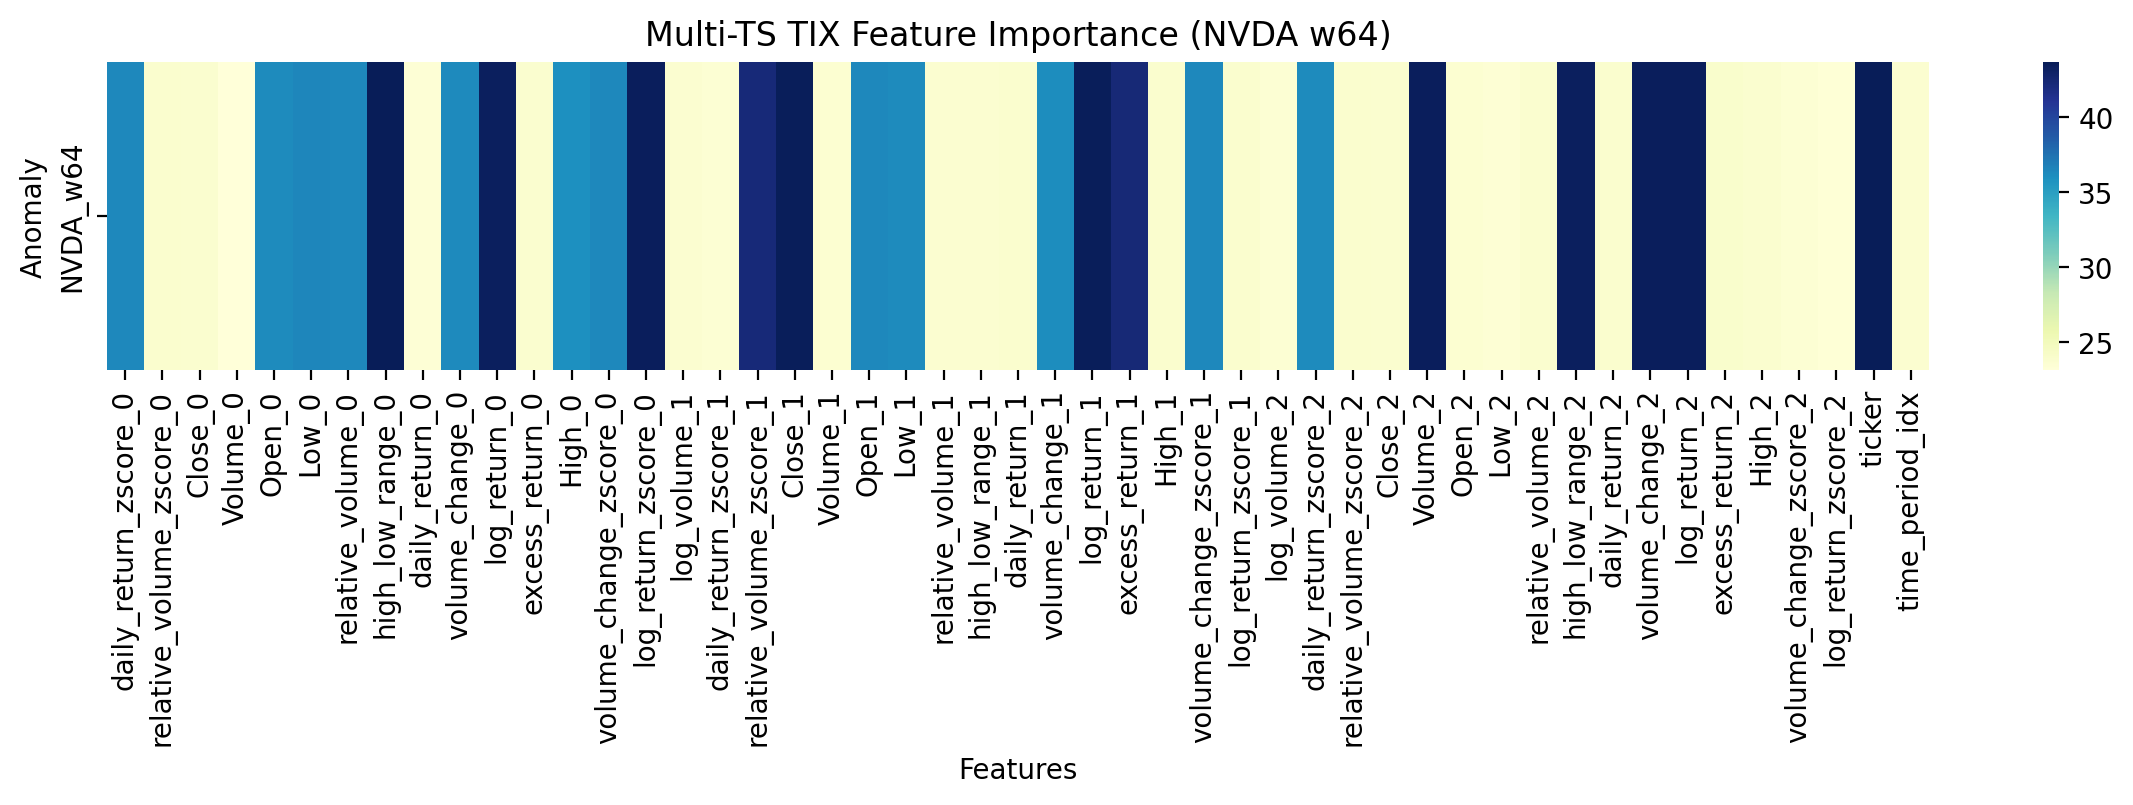 Multi-TS TIX Feature Importance (NVDA w64)
Anomaly
NVDA_w64
daily_return_zscore_0
relative_volume_zscore_0
Close_0
Volume_0
Open_0
Low_0
relative_volume_0
high_low_range_0
daily_return_0
volume_change_0
log_return_0
excess_return_0
High_0
volume_change_zscore_0
log_return_zscore_0
log_volume_1
daily_return_zscore_1
relative_volume_zscore_1
Close_1
Volume_1
Open_1
Low_1
relative_volume_1
high_low_range_1
daily_return_1
volume_change_1
log_return_1
excess_return_1
High_1
volume_change_zscore_1
log_return_zscore_1
log_volume_2
daily_return_zscore_2
relative_volume_zscore_2
Close_2
Volume_2
Open_2
Low_2
relative_volume_2
high_low_range_2
daily_return_2
volume_change_2
log_return_2
excess_return_2
High_2
volume_change_zscore_2
log_return_zscore_2
ticker
time_period_idx
Features
40
35
30
25